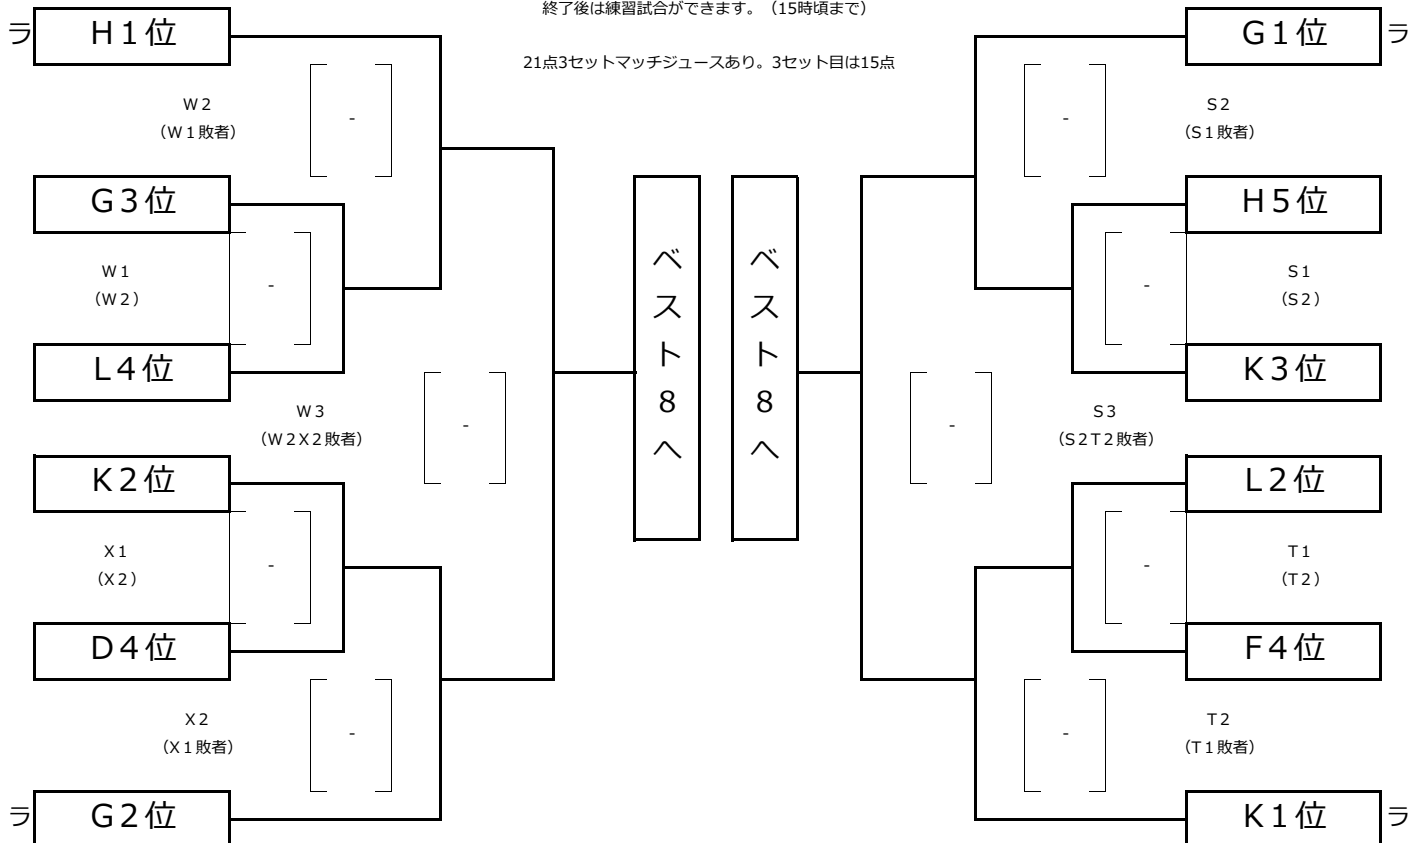 終了後は練習試合ができます。（15時頃まで）
21点3セットマッチジュースあり。3セット目は15点
ラ
H1位
W2
（W1敗者）
-
G3位
W1
（W2）
-
L4位
W3
（W2X2敗者）
-
K2位
X1
（X2）
-
D4位
X2
（X1敗者）
-
ラ
G2位
ベスト8へ
ベスト8へ
G1位
ラ
-
S2
（S1敗者）
H5位
-
S1
（S2）
K3位
-
S3
（S2T2敗者）
L2位
-
T1
（T2）
F4位
-
T2
（T1敗者）
K1位
ラ